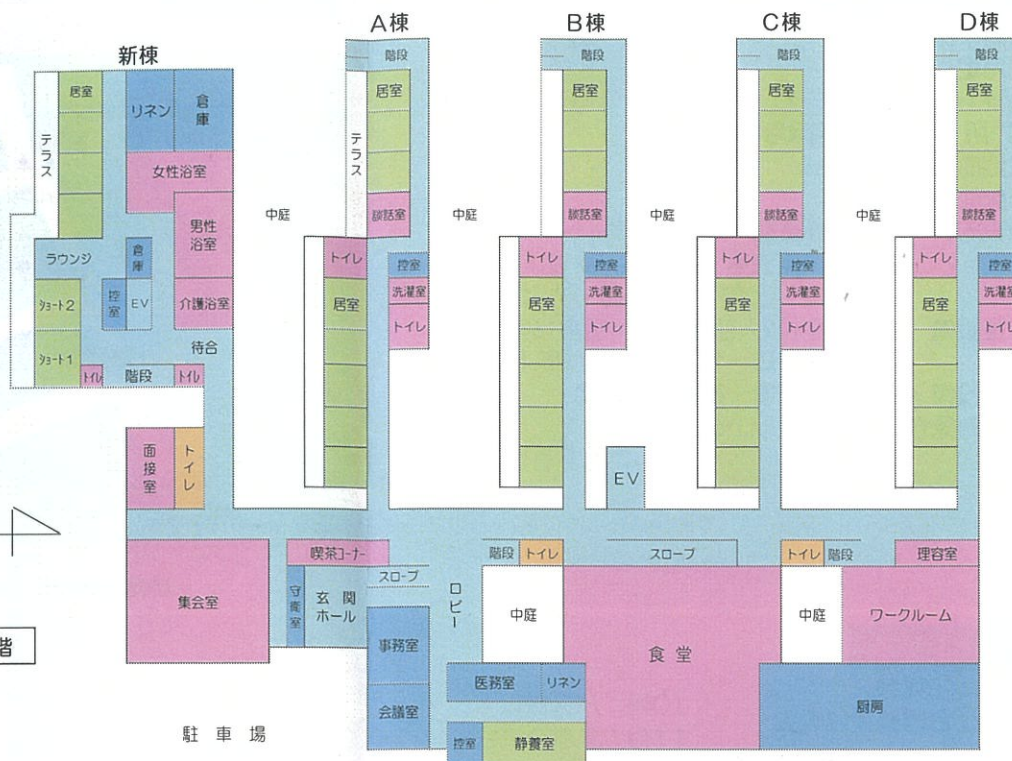 A棟
B棟
C棟
D棟
新棟
階段
階段
階段
階段
居室
リネン
倉庫
居室
居室
居室
居室
テラス
テラス
女性浴室
男性
浴室
中庭
談話室
中庭
談話室
中庭
談話室
中庭
談話室
ラウンジ
倉庫
トイレ
控室
トイレ
控室
トイレ
控室
トイレ
控室
ショート2
控室
EV
介護浴室
居室
洗濯室
居室
洗濯室
居室
洗濯室
居室
洗濯室
トイレ
トイレ
トイレ
トイ
待合
ショート1
トイレ
階段
トイレ
面接室
トイレ
EV
喫茶コーナー
階段
トイレ
スロープ
トイレ
階段
理容室
スロープ
集会室
守衛室
玄関
ホール
ロビー
中庭
中庭
ワークルーム
事務室
食堂
階
医務室
リネン
会議室
厨房
駐車場
控室
静養室